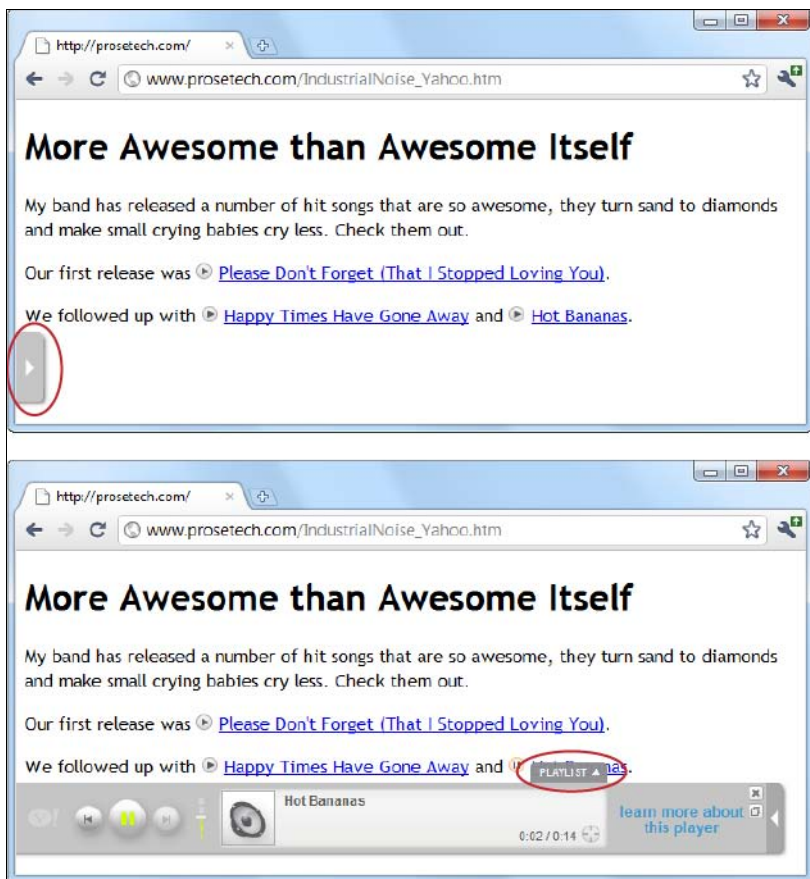 http://prosetech.com/
www.prosetech.com/IndustrialNoise_Yahoo.htm
More Awesome than Awesome Itself
My band has released a number of hit songs that are so awesome, they turn sand to diamonds
and make small crying babies cry less. Check them out.
Our first release was Please Don't Forget (That I Stopped Loving You).
We followed up with Happy Times Have Gone Away and Hot Bananas.
http://prosetech.com/
www.prosetech.com/IndustrialNoise_Yahoo.htm
More Awesome than Awesome Itself
My band has released a number of hit songs that are so awesome, they turn sand to diamonds
and make small crying babies cry less. Check them out.
Our first release was Please Don't Forget (That I Stopped Loving You).
We followed up with Happy Times Have Gone Away and
PLAYLIST
Y!
Hot Bananas
0:02 / 0:14
learn more about
this player